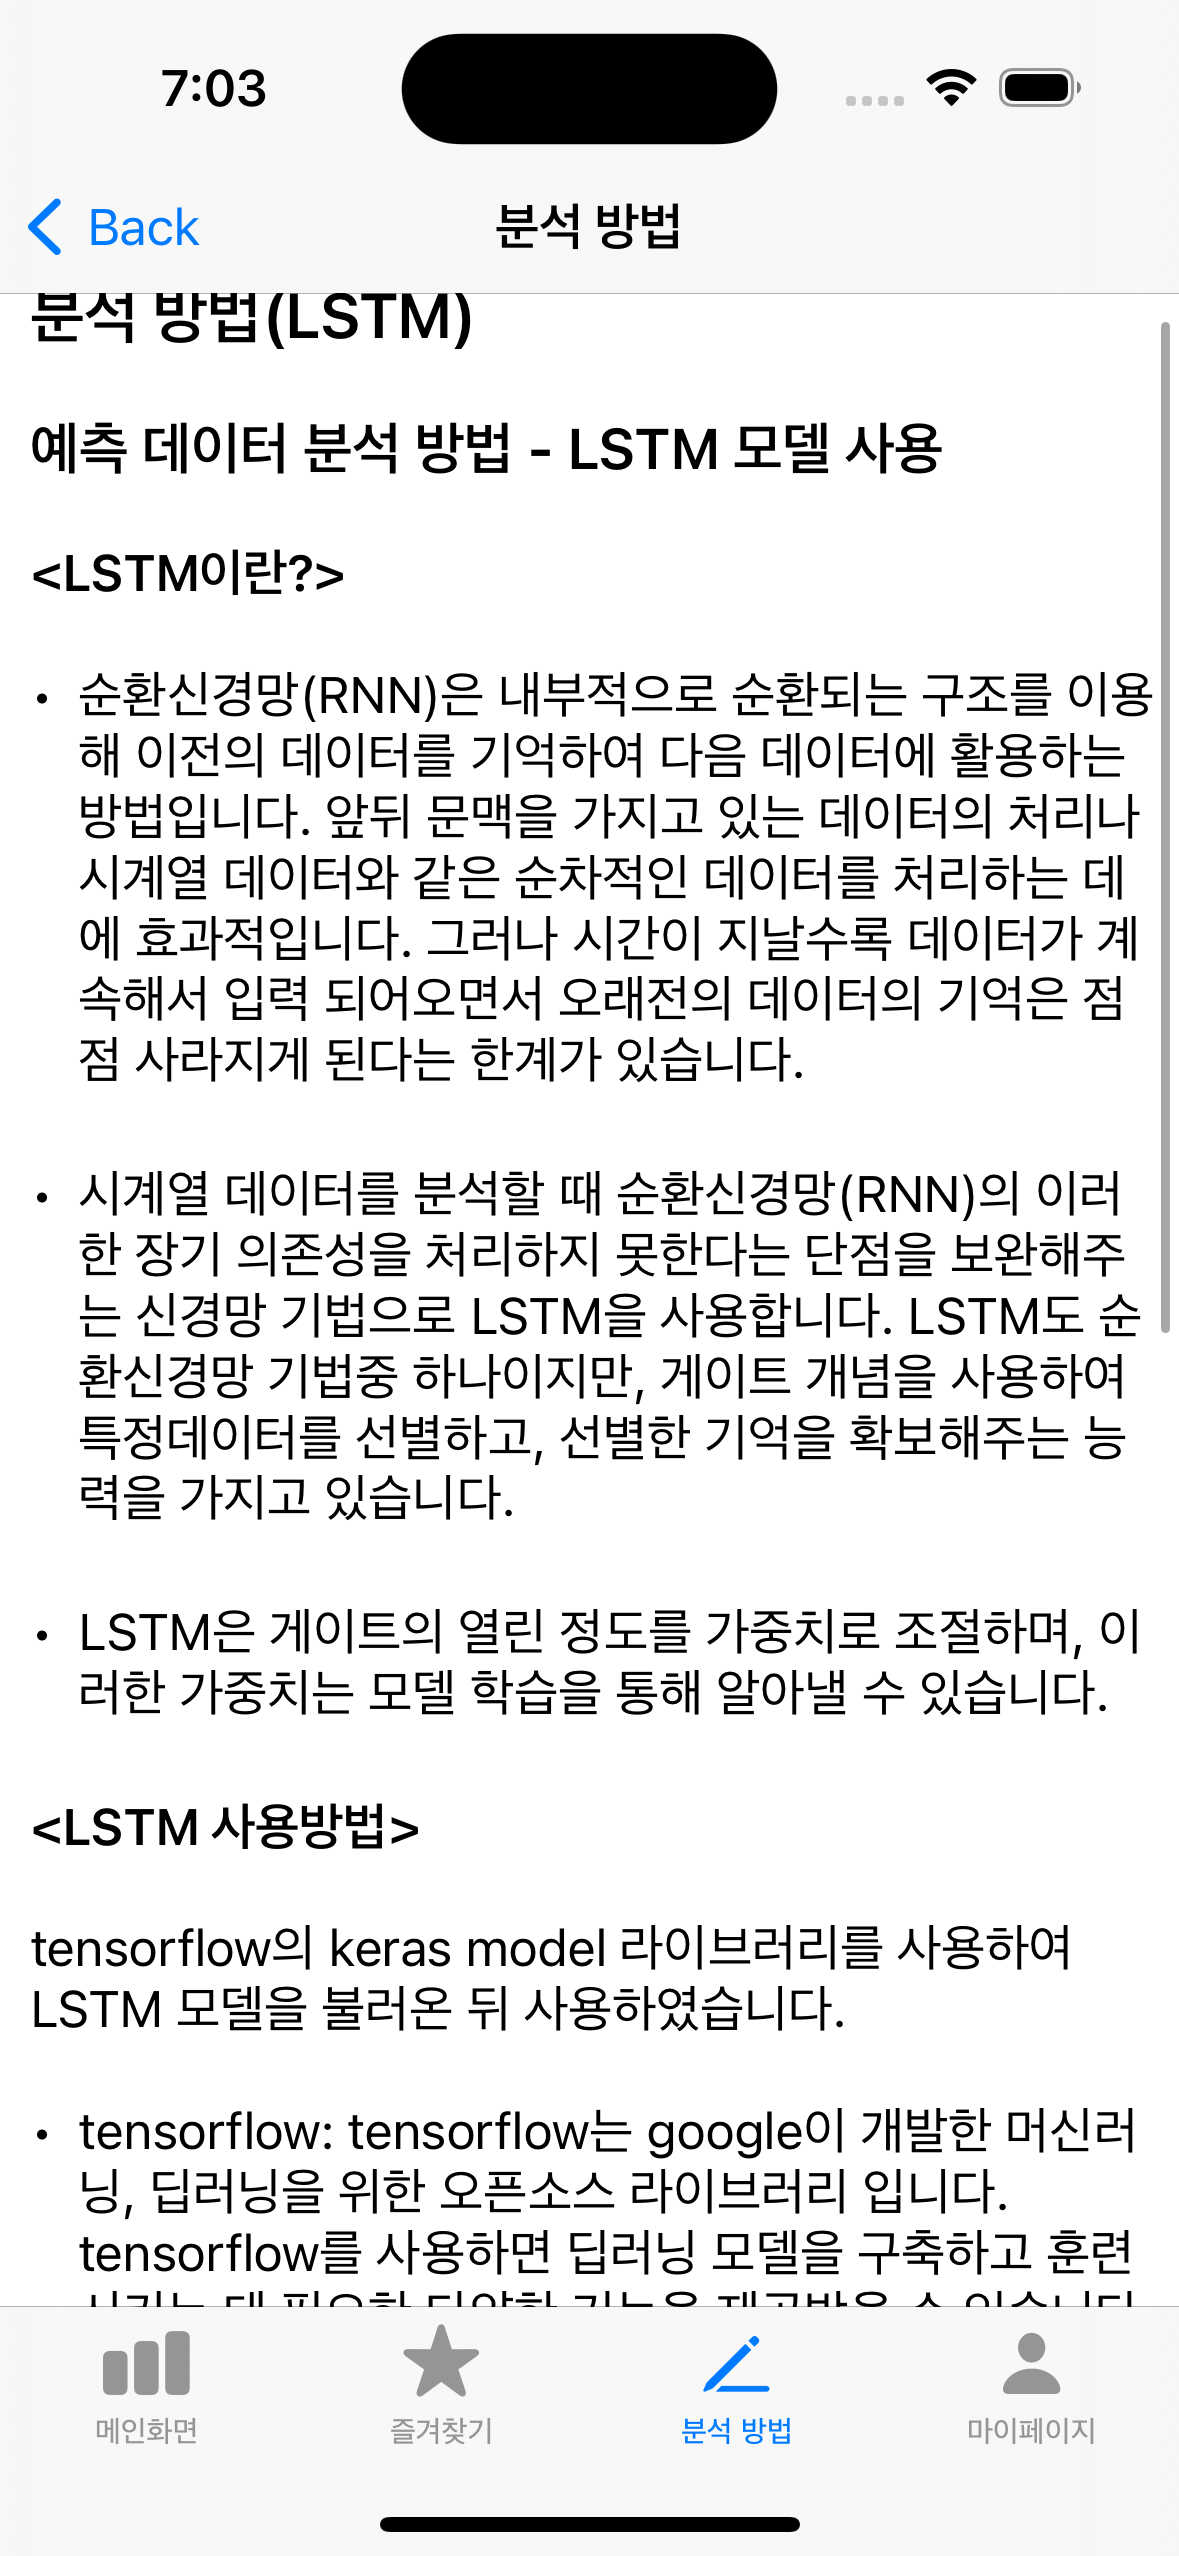 7:03
Back
분석 방법
분석 방법(LSTM)
예측 데이터 분석 방법 - LSTM 모델 사용
<LSTM이란?>
• 순환신경망(RNN)은 내부적으로 순환되는 구조를 이용
해 이전의 데이터를 기억하여 다음 데이터에 활용하는
방법입니다. 앞뒤 문맥을 가지고 있는 데이터의 처리나
시계열 데이터와 같은 순차적인 데이터를 처리하는 데
에 효과적입니다. 그러나 시간이 지날수록 데이터가 계
속해서 입력 되어오면서 오래전의 데이터의 기억은 점
점 사라지게 된다는 한계가 있습니다.
• 시계열 데이터를 분석할 때 순환신경망(RNN)의 이러
한 장기 의존성을 처리하지 못한다는 단점을 보완해주
는 신경망 기법으로 LSTM을 사용합니다. LSTM도 순
환신경망 기법중 하나이지만, 게이트 개념을 사용하여
특정데이터를 선별하고, 선별한 기억을 확보해주는 능
력을 가지고 있습니다.
• LSTM은 게이트의 열린 정도를 가중치로 조절하며, 이
러한 가중치는 모델 학습을 통해 알아낼 수 있습니다.
<LSTM 사용방법>
tensorflow의 keras model 라이브러리를 사용하여
LSTM 모델을 불러온 뒤 사용하였습니다.
• tensorflow: tensorflow는 google이 개발한 머신러
닝, 딥러닝을 위한 오픈소스 라이브러리 입니다.
tensorflow를 사용하면 딥러닝 모델을 구축하고 훈련
메인화면
즐겨찾기
분석 방법
마이페이지